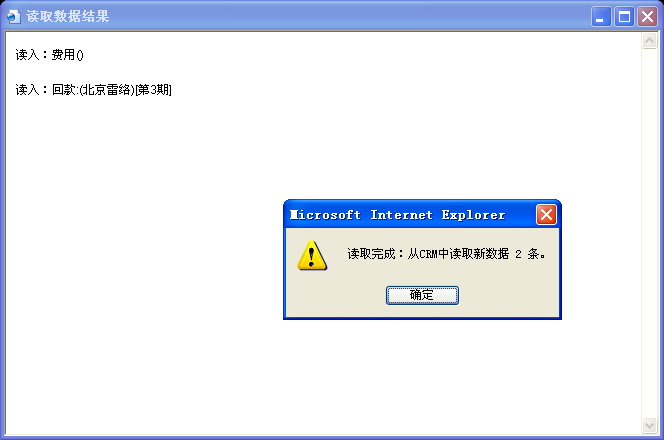 读取数据结果
读入：费用()
读入：回款:(北京雷络)[第3期]
Microsoft Internet Explorer
读取完成：从CRM中读取新数据 2 条。
确定